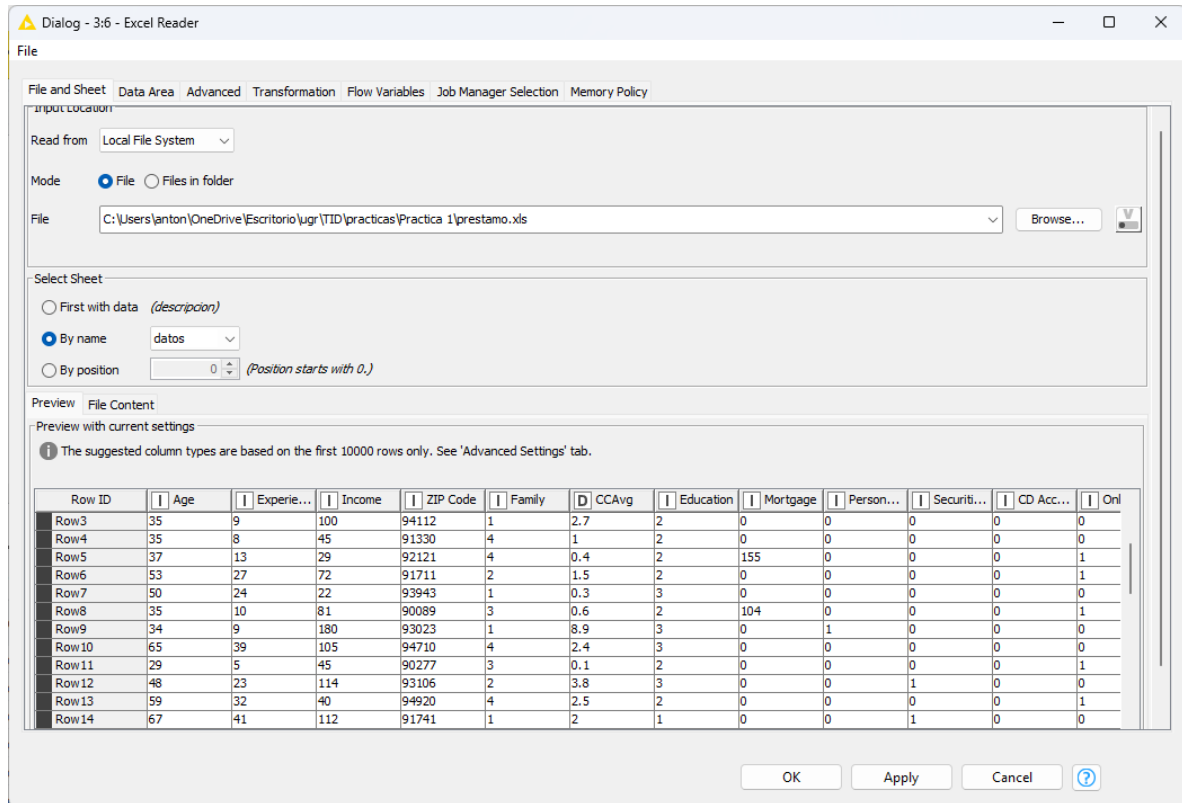 Dialog - 3:6 - Excel Reader
File
File and Sheet Data Area Advanced Transformation Flow Variables Job Manager Selection Memory Policy
Input Location
Read from Local File System
Mode File Files in folder
File C:\Users\anton\OneDrive\Escritorio\ugr\TID\practicas\Practica 1\prestamo.xls Browse... V
Select Sheet
First with data (descripcion)
By name datos
By position 0 (Position starts with 0.)
Preview File Content
Preview with current settings
The suggested column types are based on the first 10000 rows only. See 'Advanced Settings' tab.
Row ID I Age I Experie... I Income I ZIP Code I Family D CCAvg I Education I Mortgage I Person... I Securiti... I CD Acc... I Onl
Row3 35 9 100 94112 1 2.7 2 0 0 0 0 0
Row4 35 8 45 91330 4 1 2 0 0 0 0 0
Row5 37 13 29 92121 4 0.4 2 155 0 0 0 1
Row6 53 27 72 91711 2 1.5 2 0 0 0 0 1
Row7 50 24 22 93943 1 0.3 3 0 0 0 0 0
Row8 35 10 81 90089 3 0.6 2 104 0 0 0 1
Row9 34 9 180 93023 1 8.9 3 0 1 0 0 0
Row10 65 39 105 94710 4 2.4 3 0 0 0 0 0
Row11 29 5 45 90277 3 0.1 2 0 0 0 0 1
Row12 48 23 114 93106 2 3.8 3 0 0 1 0 0
Row13 59 32 40 94920 4 2.5 2 0 0 0 0 1
Row14 67 41 112 91741 1 2 1 0 0 1 0 0
OK Apply Cancel ?